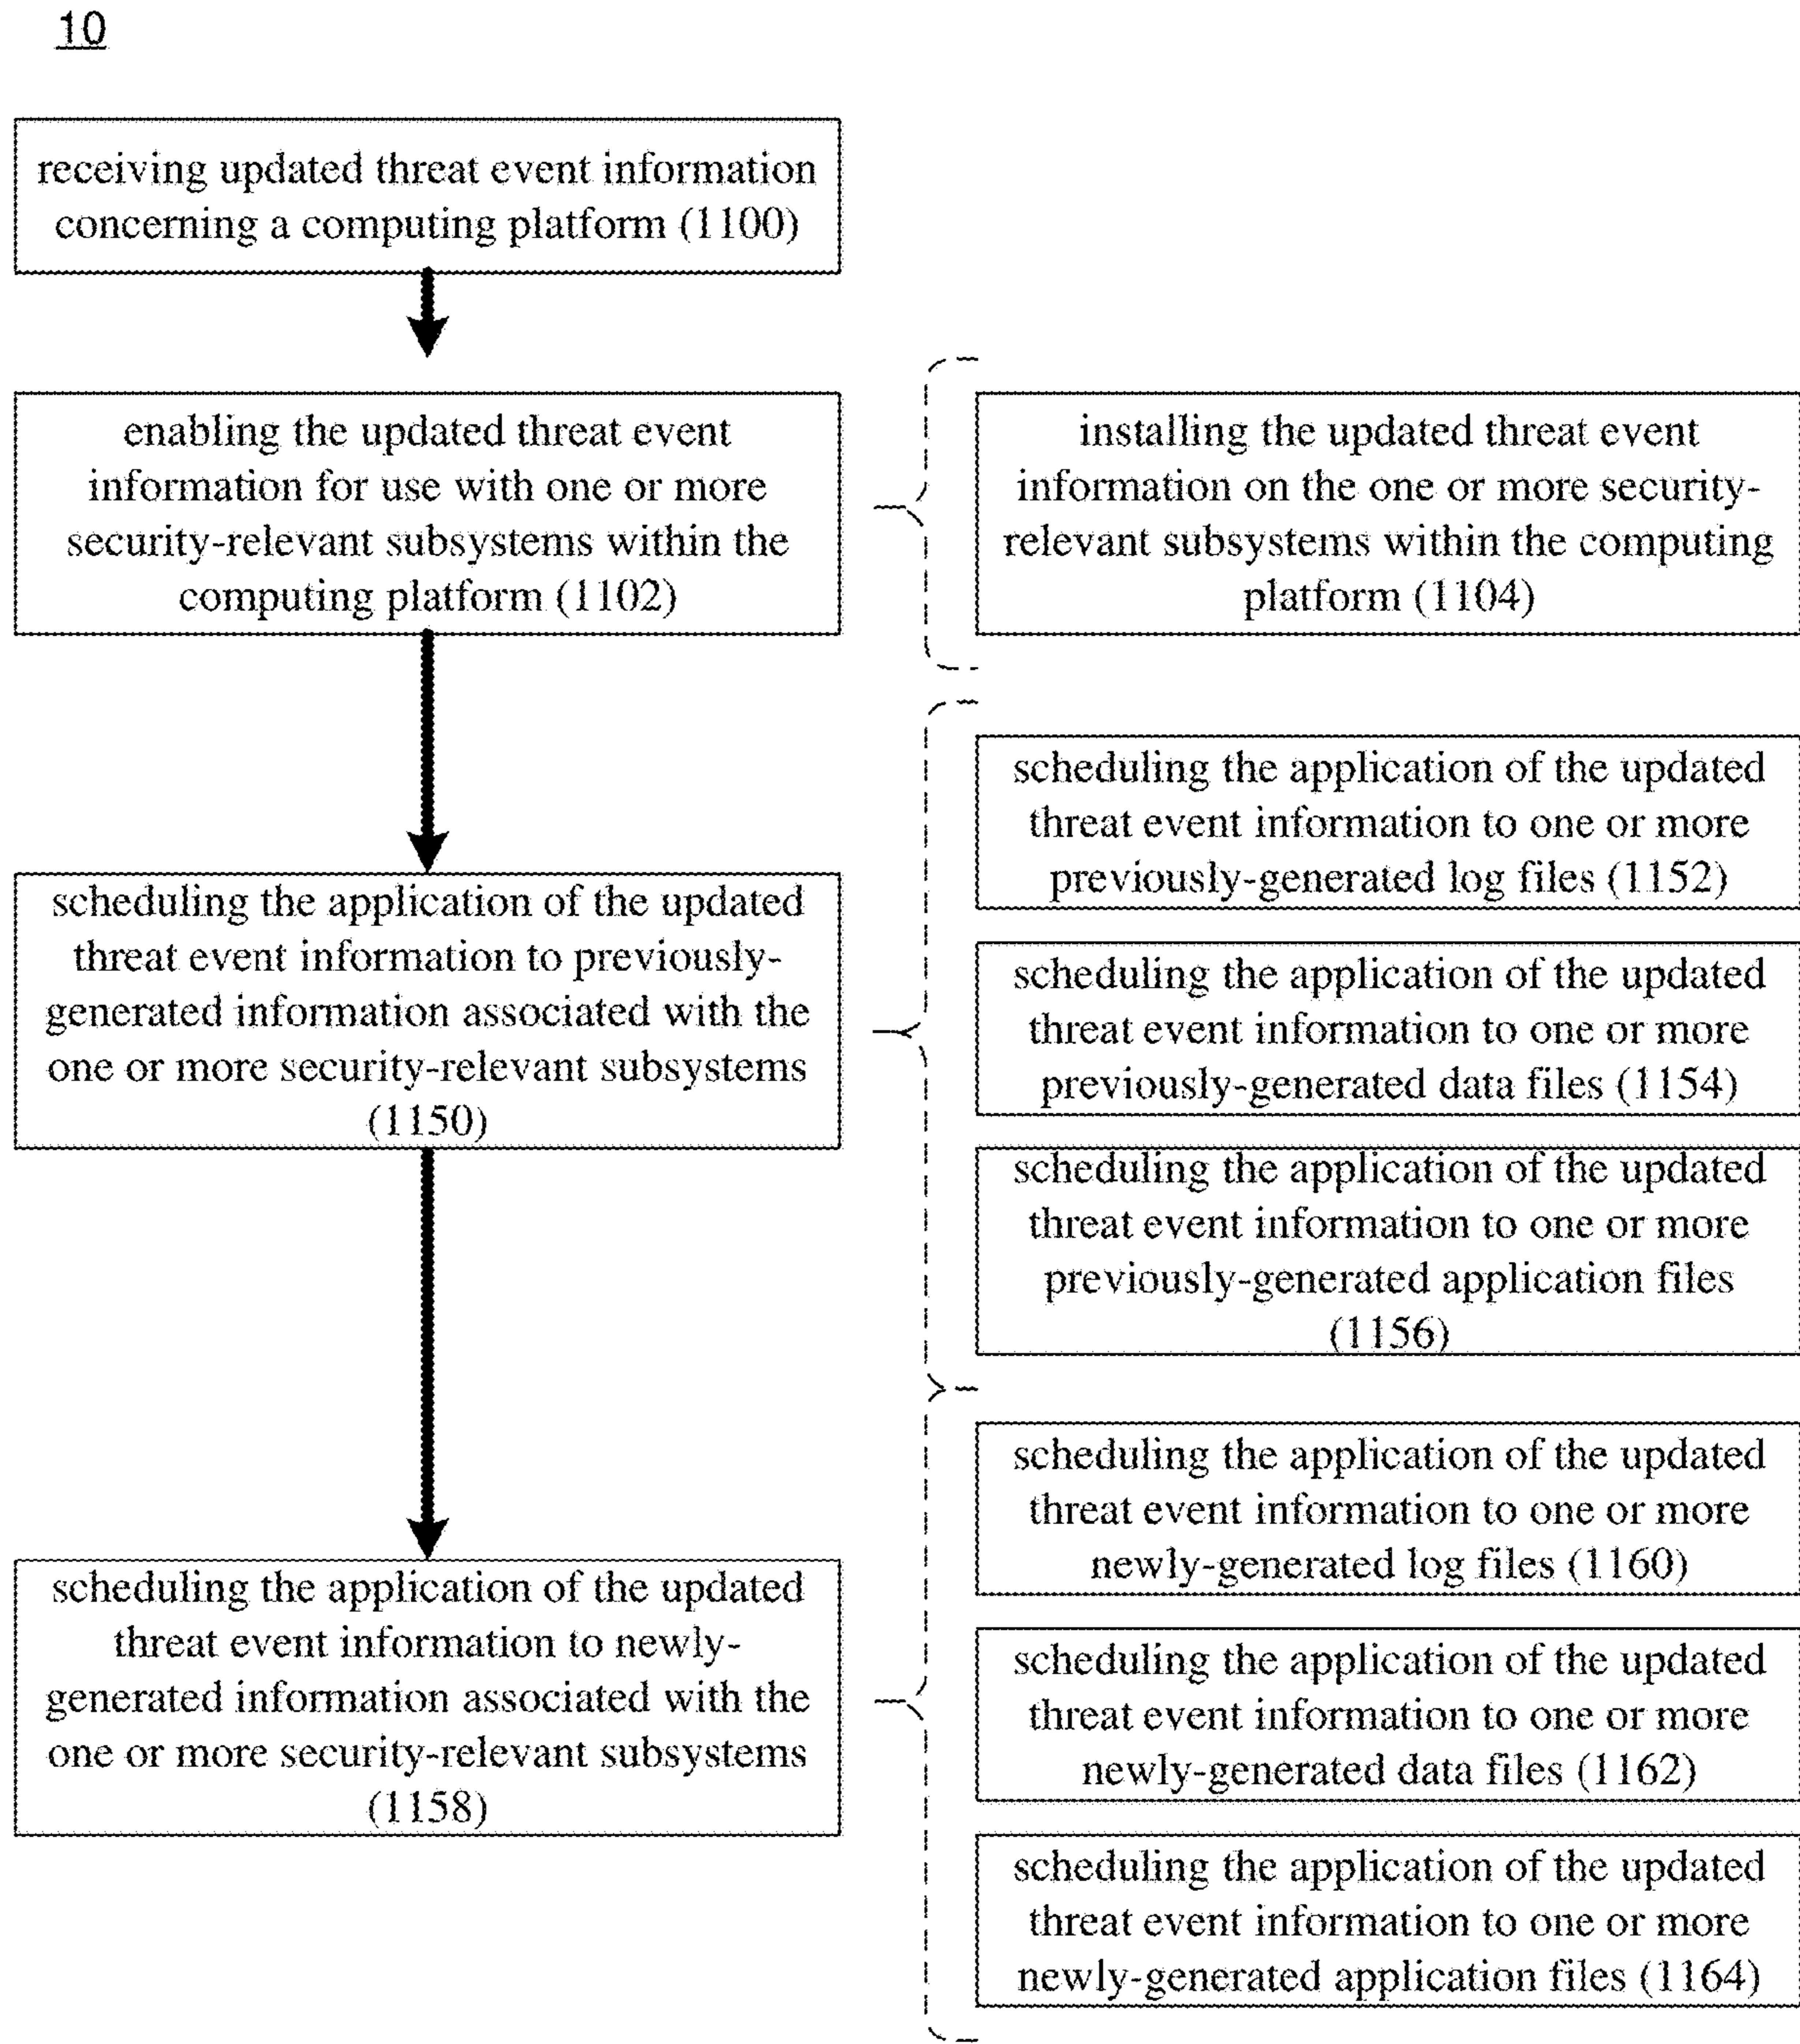 10
receiving updated threat event information
concerning a computing platform (1100)
enabling the updated threat event
information for use with one or more
security-relevant subsystems within the
computing platform (1102)
installing the updated threat event
information on the one or more security-
relevant subsystems within the computing
platform (1104)
scheduling the application of the updated
threat event information to previously-
generated information associated with the
one or more security-relevant subsystems
(1150)
scheduling the application of the updated
threat event information to one or more
previously-generated log files (1152)
scheduling the application of the updated
threat event information to one or more
previously-generated data files (1154)
scheduling the application of the updated
threat event information to one or more
previously-generated application files
(1156)
scheduling the application of the updated
threat event information to newly-
generated information associated with the
one or more security-relevant subsystems
(1158)
scheduling the application of the updated
threat event information to one or more
newly-generated log files (1160)
scheduling the application of the updated
threat event information to one or more
newly-generated data files (1162)
scheduling the application of the updated
threat event information to one or more
newly-generated application files (1164)